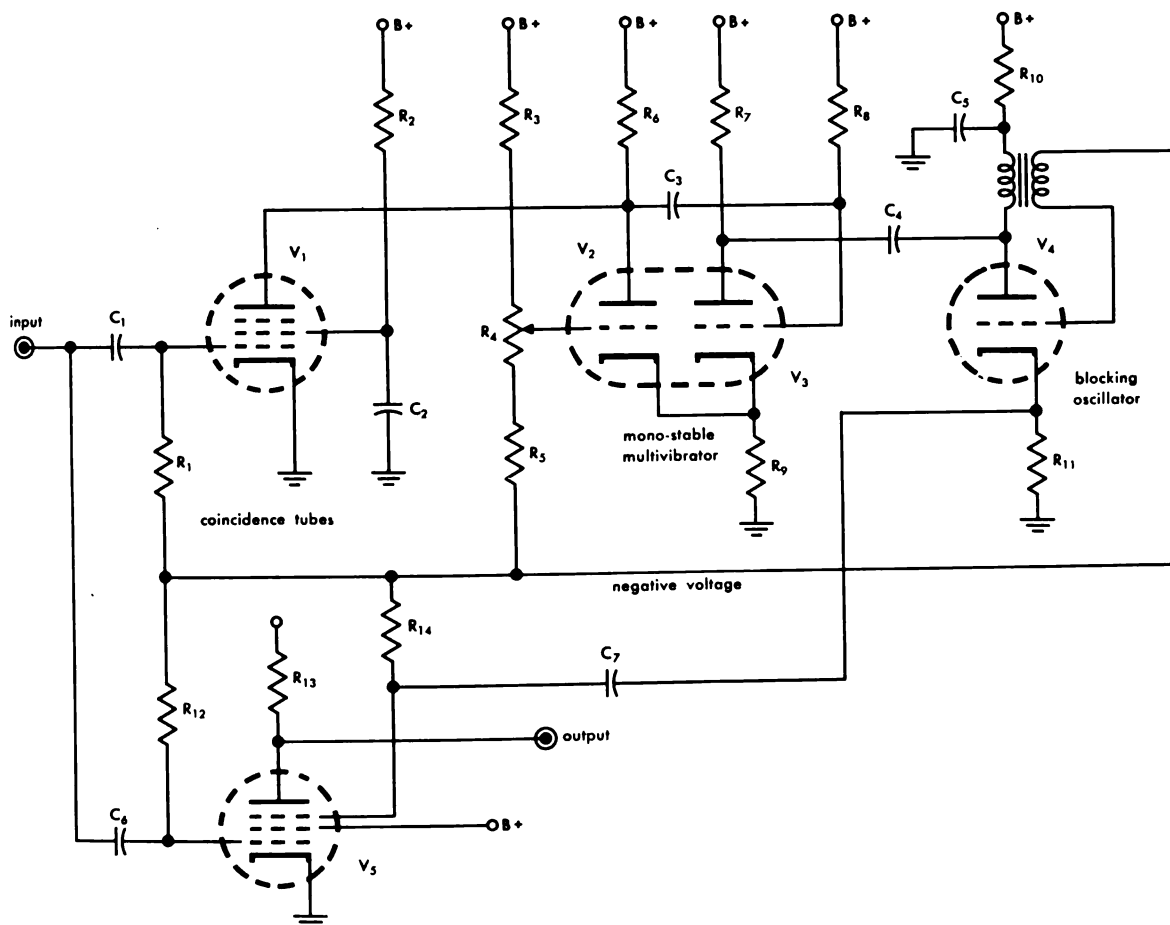 B+
B+
B+
B+
B+
B+
R10
C5
R2
R3
R6
R7
R8
C3
C4
V1
V2
V4
input
C1
R4
V3
blocking
oscillator
C2
mono-stable
multivibrator
R1
R5
R9
R11
coincidence tubes
negative voltage
R14
C7
R13
R12
output
C6
B+
V5